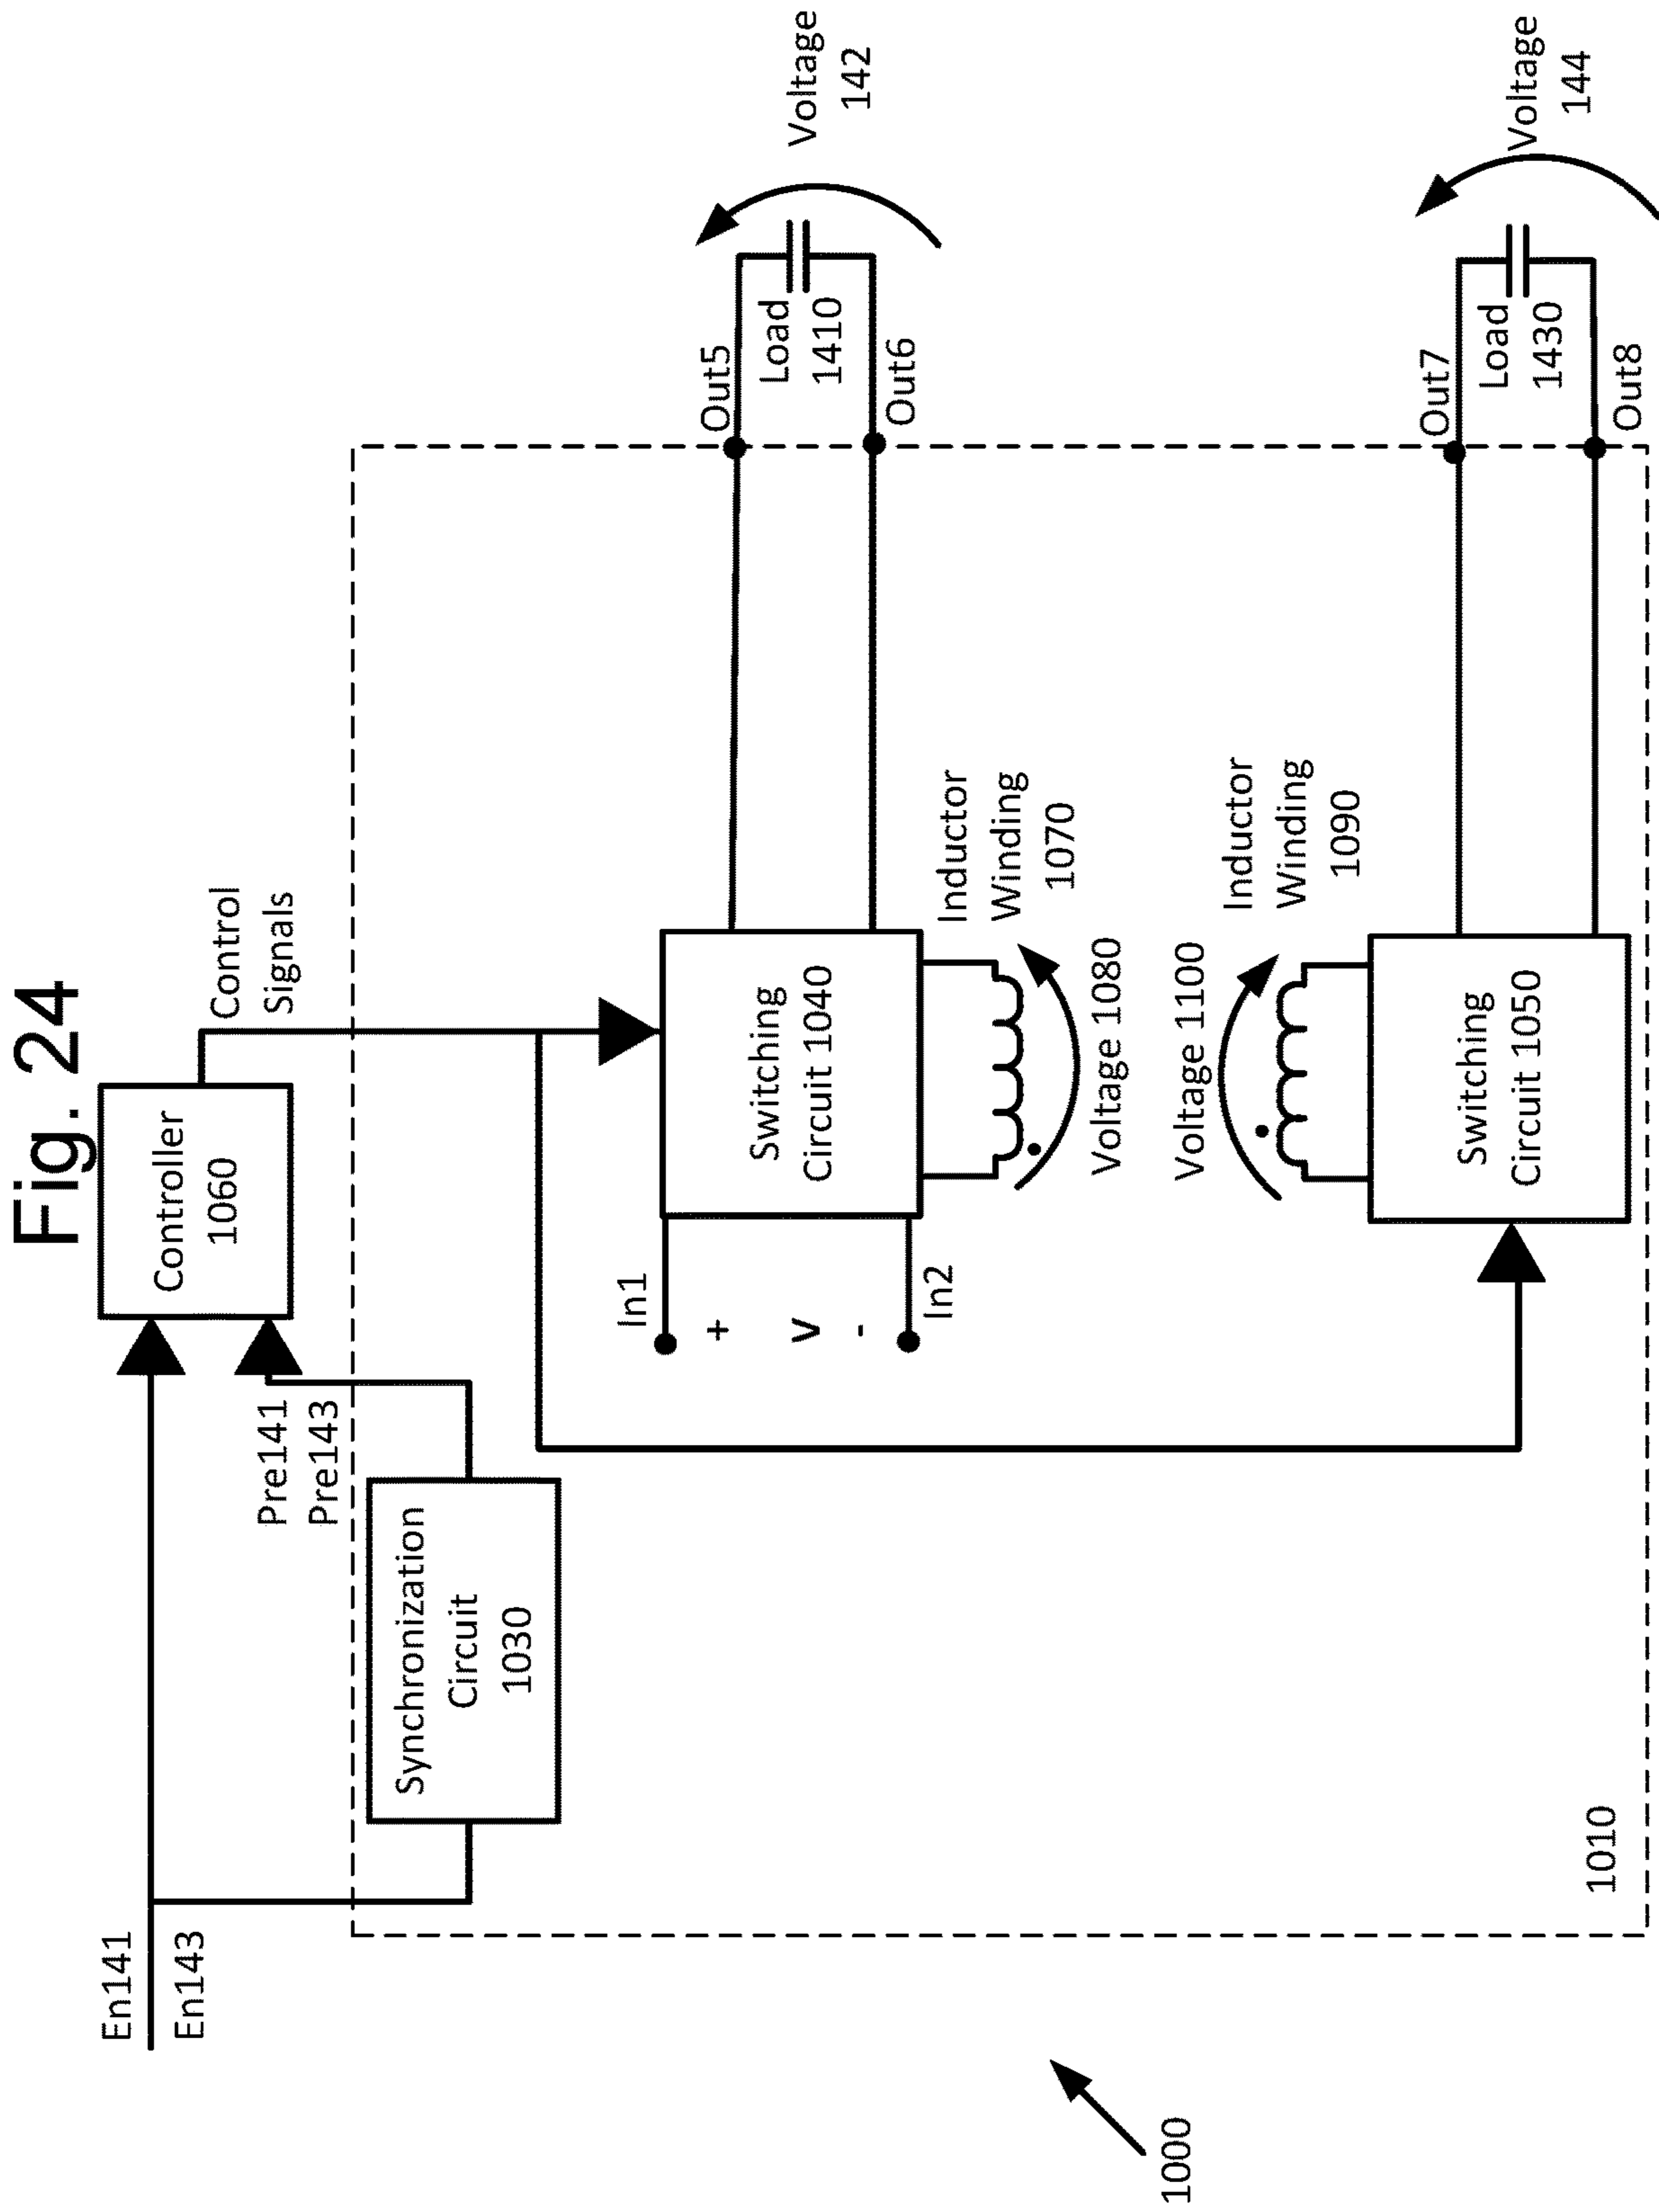 Fig. 24
En141
En143
Controller
1060
Control
Signals
Pre141
Pre143
Synchronization
Circuit
1030
In1
+
V
-
In2
Switching
Circuit 1040
Out5
Load
1410
Out6
Voltage
142
Inductor
Winding
1070
Voltage 1080
Voltage 1100
Inductor
Winding
1090
Switching
Circuit 1050
Out7
Load
1430
Out8
Voltage
144
1010
1000